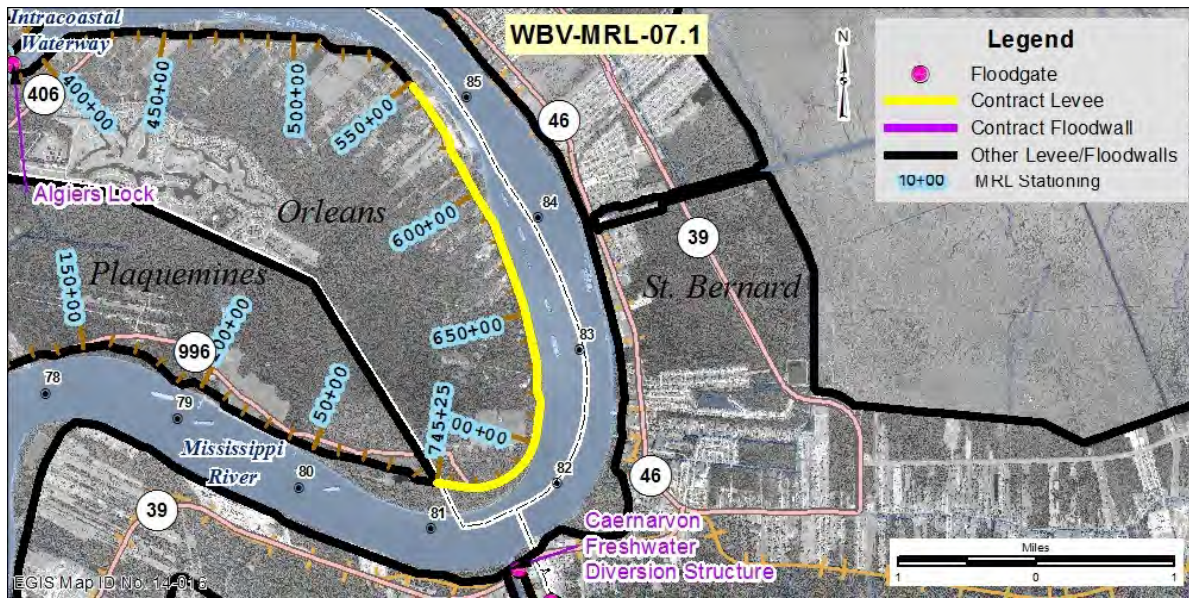 WBV-MRL-07.1
Intracoastal
Waterway
406
400+00
450+00
500+00
550+00
85
46
N
Legend
Floodgate
Contract Levee
Contract Floodwall
Other Levee/Floodwalls
10+00 MRL Stationing
Algiers Lock
Orleans
600+00
84
39
St. Bernard
Plaquemines
150+00
996
650+00
83
78
79
50+00
745+25
Mississippi
River
80
82
46
81
39
Caernarvon
Freshwater
Diversion Structure
Miles
1 0 1
EGIS Map ID No. 14-01